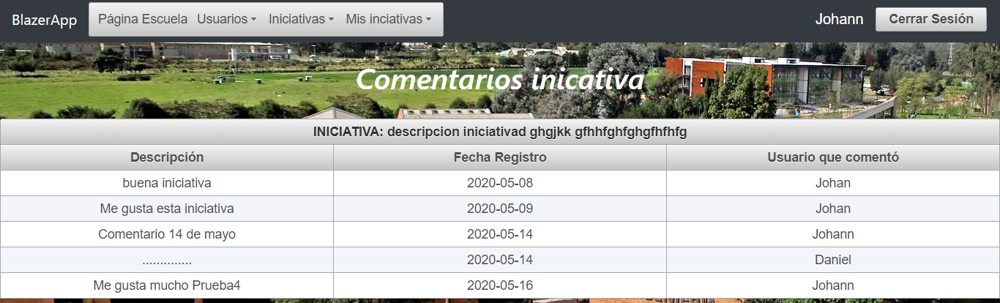 BlazerApp Página Escuela Usuarios Iniciativas Mis inciativas Johann Cerrar Sesión
Comentarios inicativa
INICIATIVA: descripcion iniciativad ghgjkk gfhhfghfghgfhfhfg
Descripción Fecha Registro Usuario que comentó
buena iniciativa 2020-05-08 Johan
Me gusta esta iniciativa 2020-05-09 Johan
Comentario 14 de mayo 2020-05-14 Johann
.............. 2020-05-14 Daniel
Me gusta mucho Prueba4 2020-05-16 Johann